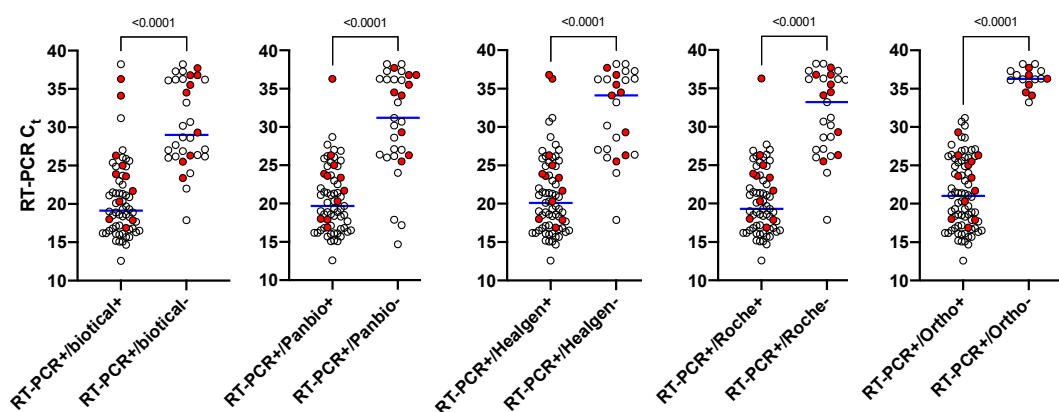 <0.0001 <0.0001 <0.0001 <0.0001 <0.0001
RT-PCR Ct
40
35
30
25
20
15
10
RT-PCR+/biotical+
RT-PCR+/biotical-
40
35
30
25
20
15
10
RT-PCR+/Panbio+
RT-PCR+/Panbio-
40
35
30
25
20
15
10
RT-PCR+/Healgen+
RT-PCR+/Healgen-
40
35
30
25
20
15
10
RT-PCR+/Roche+
RT-PCR+/Roche-
40
35
30
25
20
15
10
RT-PCR+/Ortho+
RT-PCR+/Ortho-